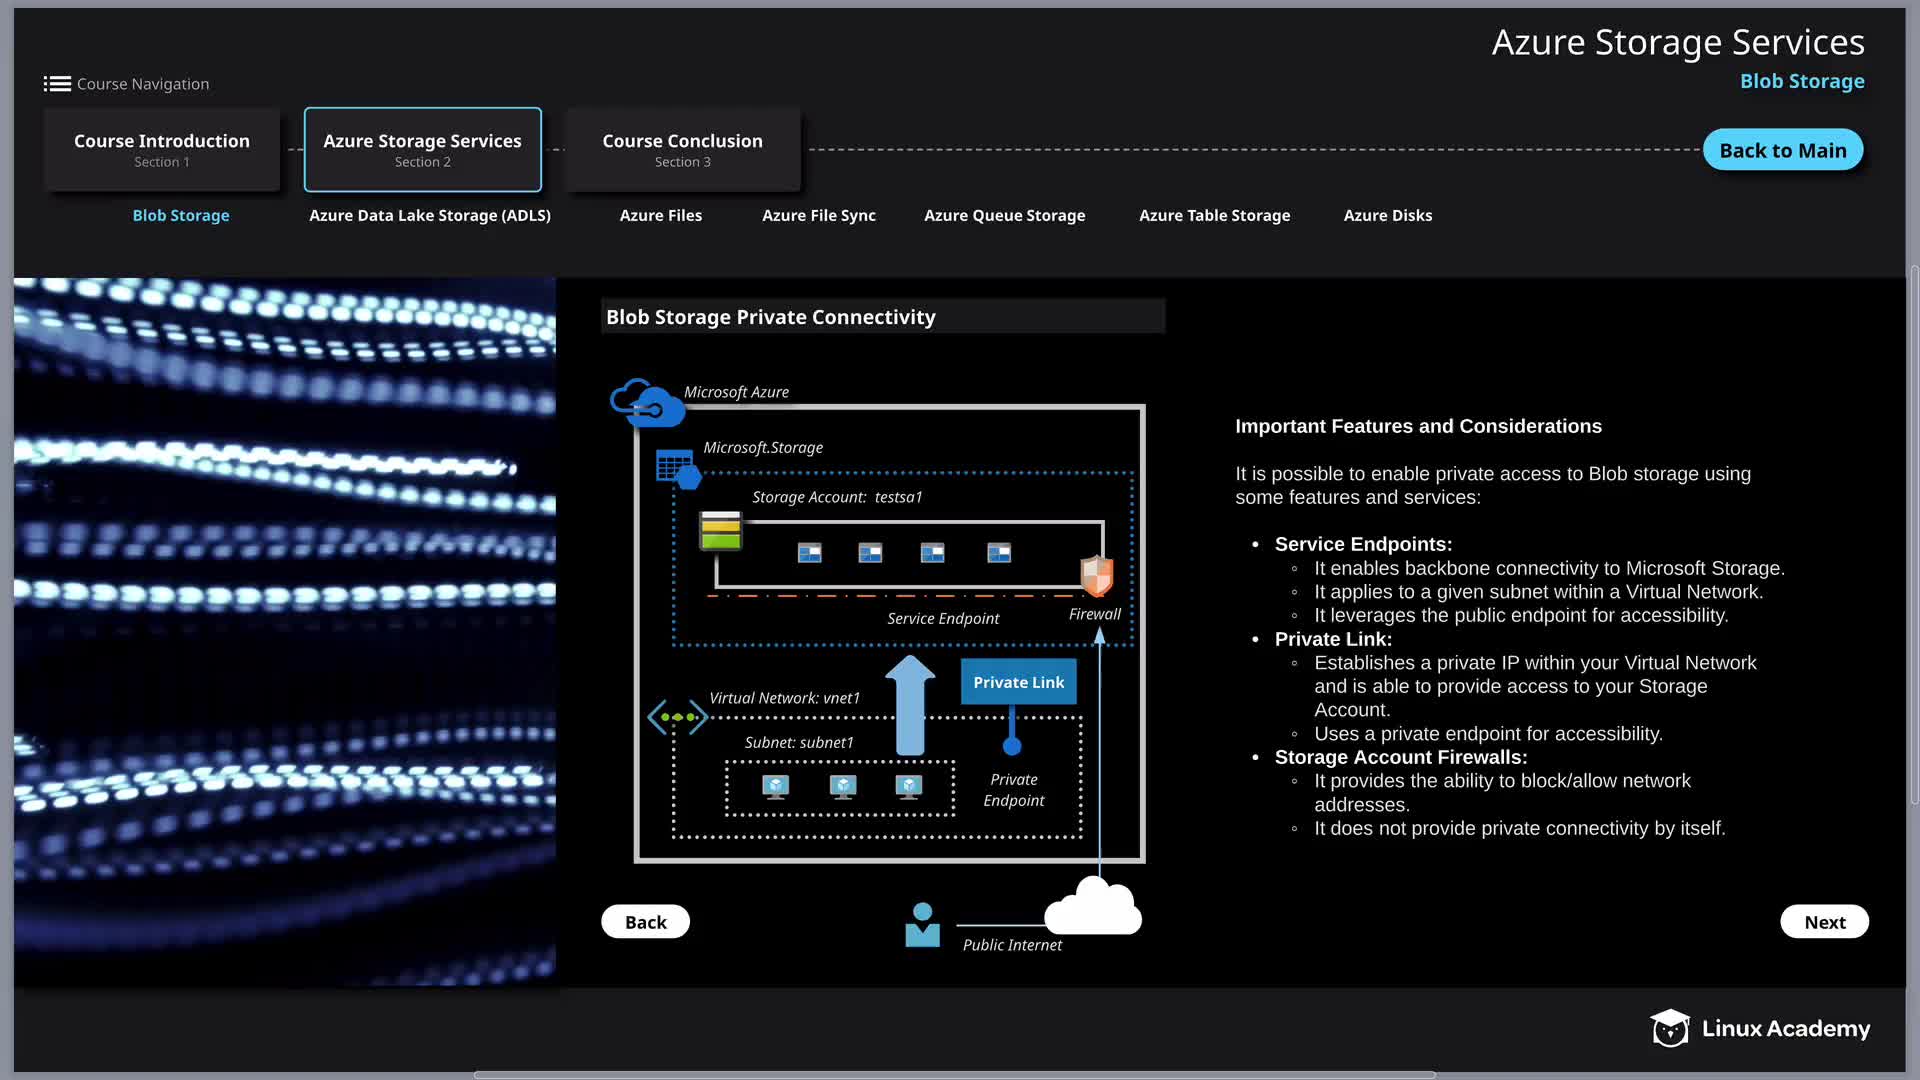 Azure Storage Services
Blob Storage
Course Navigation
Course Introduction
Section 1
Azure Storage Services
Section 2
Course Conclusion
Section 3
Back to Main
Blob Storage
Azure Data Lake Storage (ADLS)
Azure Files
Azure File Sync
Azure Queue Storage
Azure Table Storage
Azure Disks
Blob Storage Private Connectivity
Microsoft Azure
Microsoft.Storage
Storage Account: testsa1
Service Endpoint
Firewall
Private Link
Virtual Network: vnet1
Subnet: subnet1
Private
Endpoint
Public Internet
Important Features and Considerations
It is possible to enable private access to Blob storage using
some features and services:
• Service Endpoints:
◦ It enables backbone connectivity to Microsoft Storage.
◦ It applies to a given subnet within a Virtual Network.
◦ It leverages the public endpoint for accessibility.
• Private Link:
◦ Establishes a private IP within your Virtual Network
and is able to provide access to your Storage
Account.
◦ Uses a private endpoint for accessibility.
• Storage Account Firewalls:
◦ It provides the ability to block/allow network
addresses.
◦ It does not provide private connectivity by itself.
Back
Next
Linux Academy